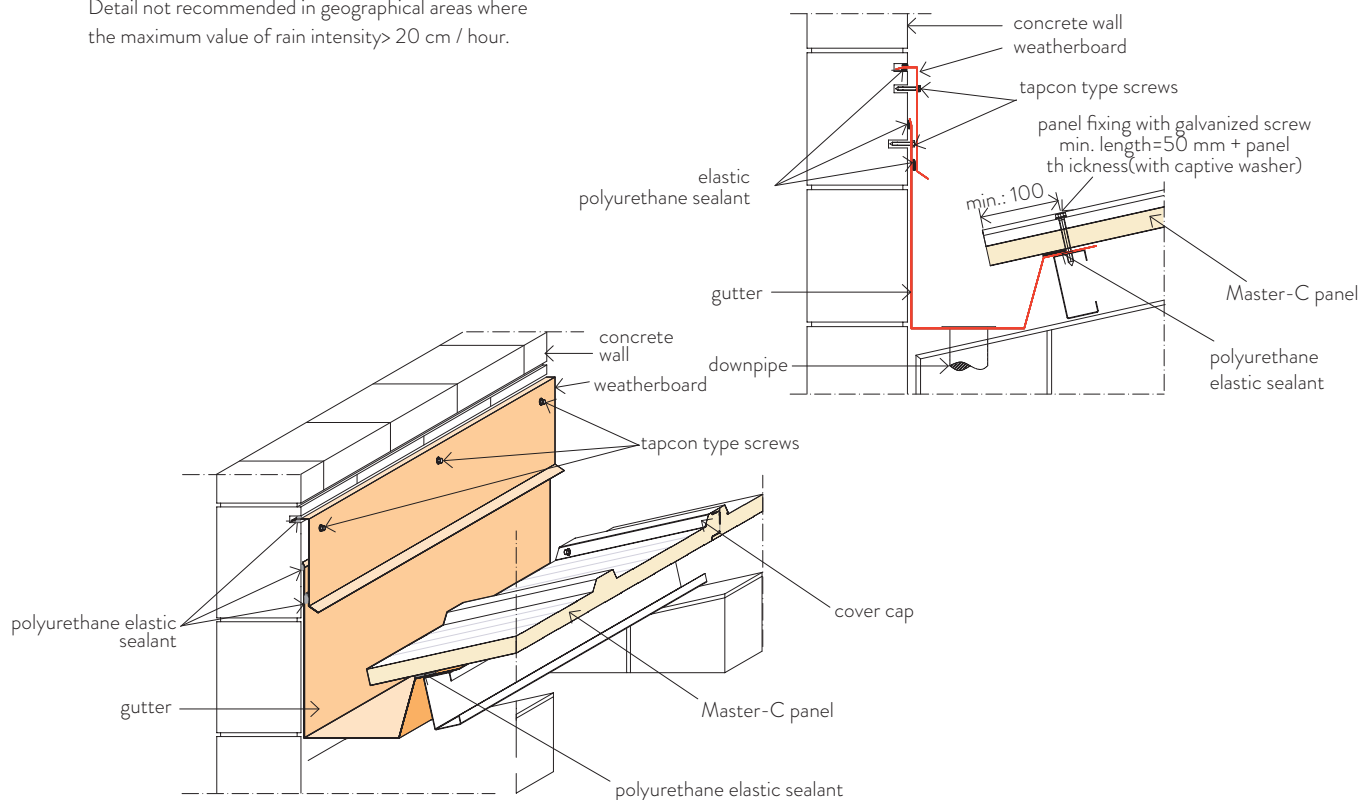 Detail not recommended in geographical areas where
the maximum value of rain intensity> 20 cm / hour.
concrete wall
weatherboard
tapcon type screws
panel fixing with galvanized screw
min. length=50 mm + panel
th ickness(with captive washer)
elastic
polyurethane sealant
min.: 100
gutter
Master-C panel
downpipe
polyurethane
elastic sealant
concrete
wall
weatherboard
tapcon type screws
polyurethane elastic
sealant
cover cap
gutter
Master-C panel
polyurethane elastic sealant